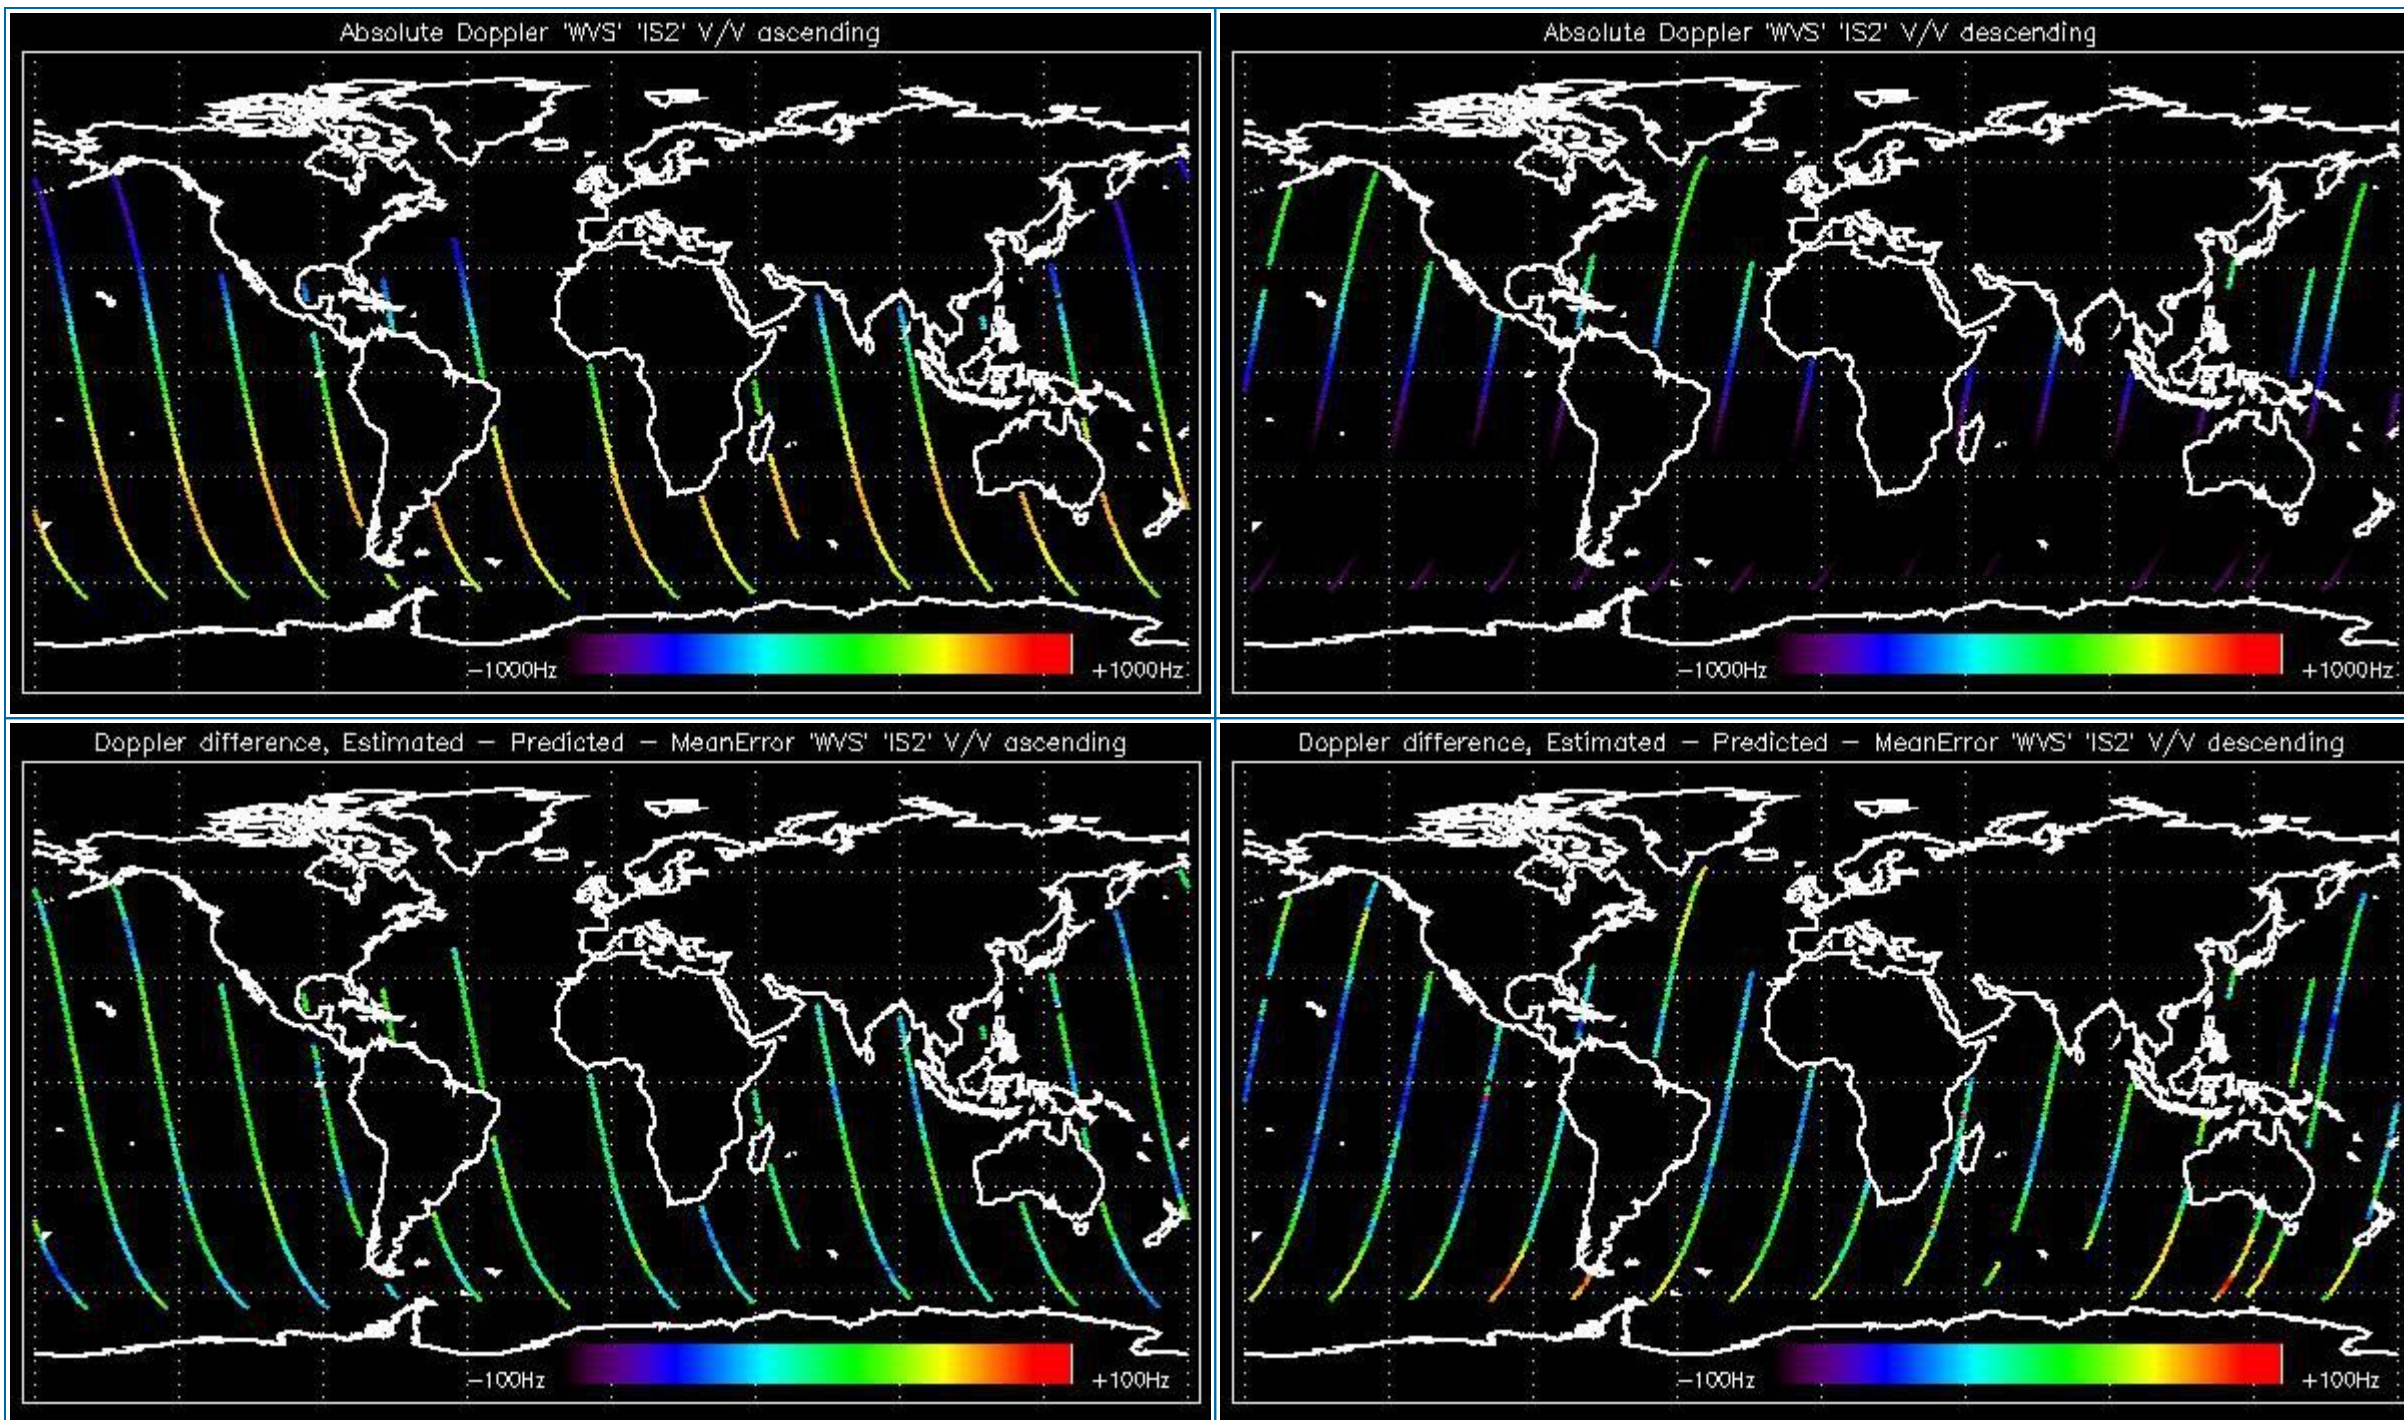 Absolute Doppler 'WVS' 'IS2' V/V ascending
-1000Hz
+1000Hz
Absolute Doppler 'WVS' 'IS2' V/V descending
-1000Hz
+1000Hz
Doppler difference, Estimated - Predicted - MeanError 'WVS' 'IS2' V/V ascending
-100Hz
+100Hz
Doppler difference, Estimated - Predicted - MeanError 'WVS' 'IS2' V/V descending
-100Hz
+100Hz